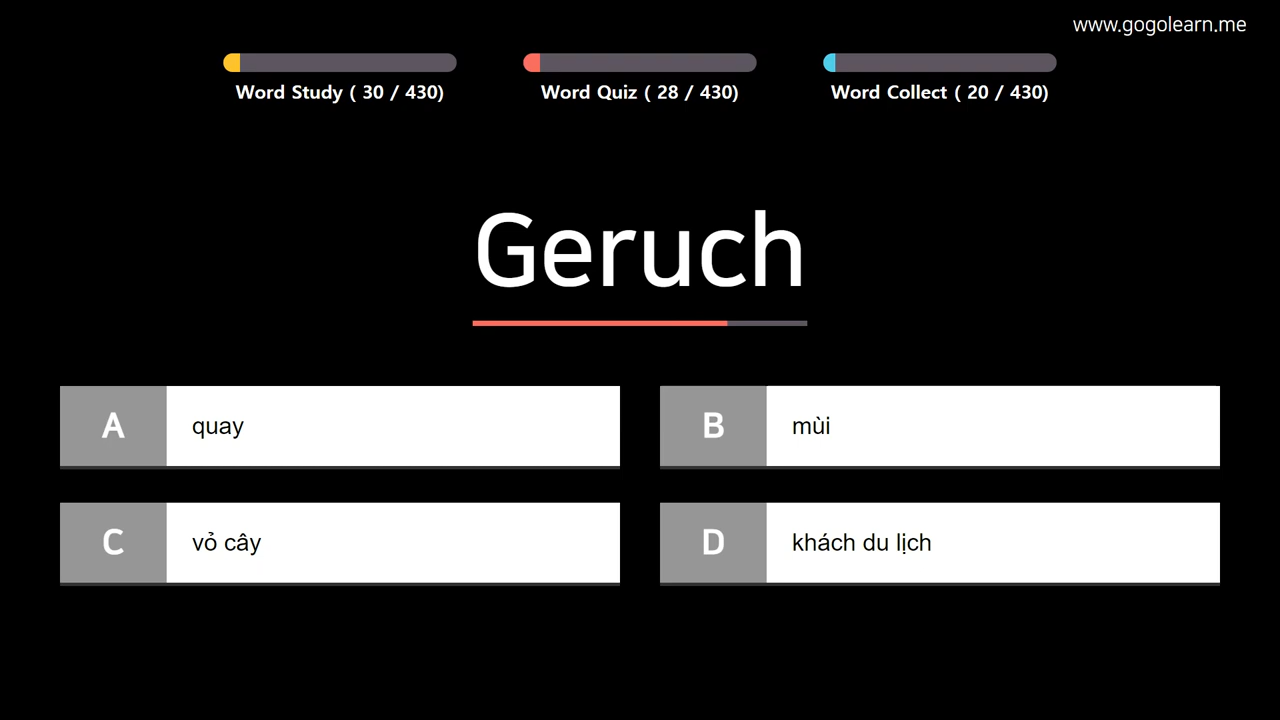 www.gogolearn.me
Word Study ( 30 / 430)
Word Quiz ( 28 / 430)
Word Collect ( 20 / 430)
Geruch
A quay
B mùi
C vỏ cây
D khách du lịch